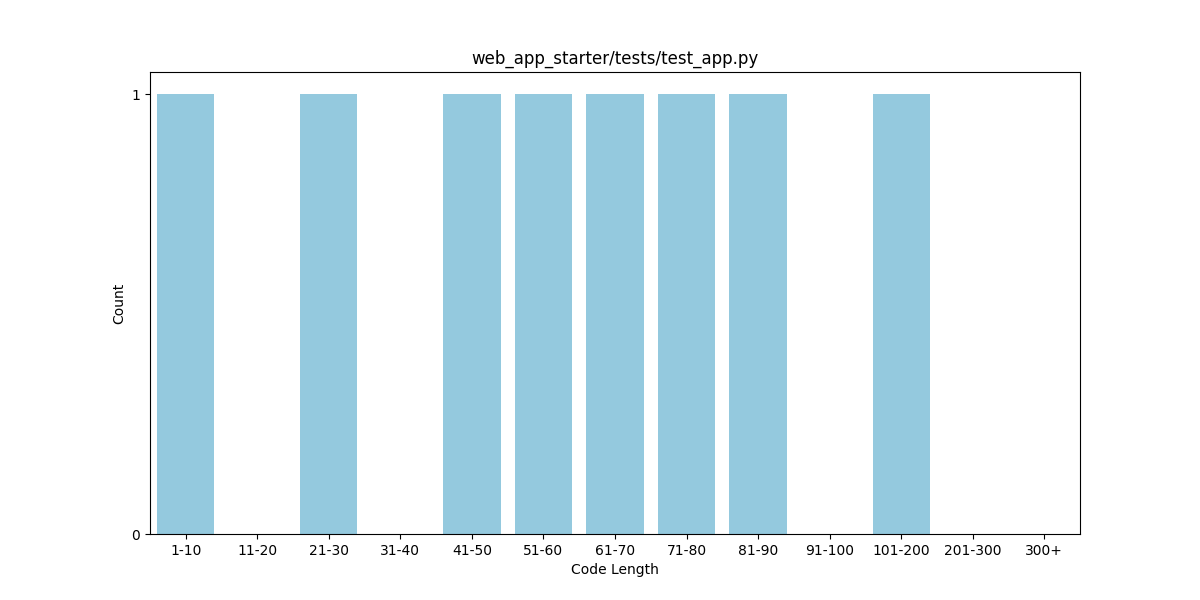 web_app_starter/tests/test_app.py
1
Count
0
1-10 11-20 21-30 31-40 41-50 51-60 61-70 71-80 81-90 91-100 101-200 201-300 300+
Code Length